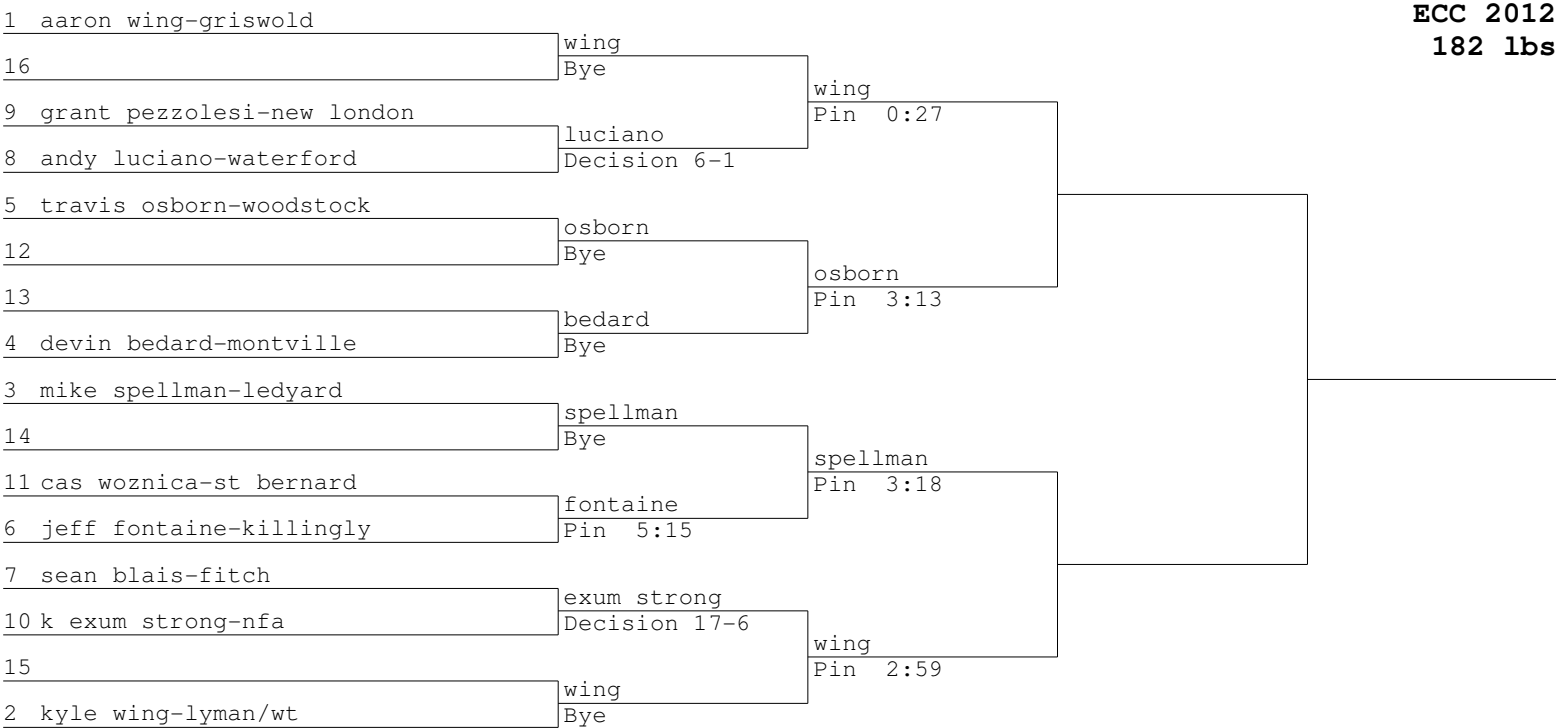 ECC 2012
182 lbs
1 aaron wing-griswold
16
9 grant pezzolesi-new london
8 andy luciano-waterford
5 travis osborn-woodstock
12
13
4 devin bedard-montville
3 mike spellman-ledyard
14
11 cas woznica-st bernard
6 jeff fontaine-killingly
7 sean blais-fitch
10 k exum strong-nfa
15
2 kyle wing-lyman/wt
wing
Bye
luciano
Decision 6-1
osborn
Bye
bedard
Bye
spellman
Bye
fontaine
Pin 5:15
exum strong
Decision 17-6
wing
Bye
wing
Pin 0:27
osborn
Pin 3:13
spellman
Pin 3:18
wing
Pin 2:59